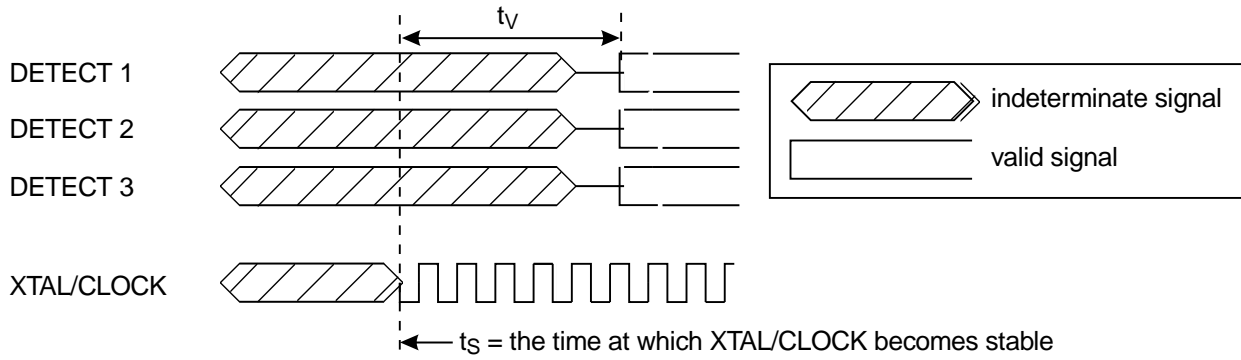 tV
DETECT 1
DETECT 2
DETECT 3
XTAL/CLOCK
tS = the time at which XTAL/CLOCK becomes stable
indeterminate signal
valid signal